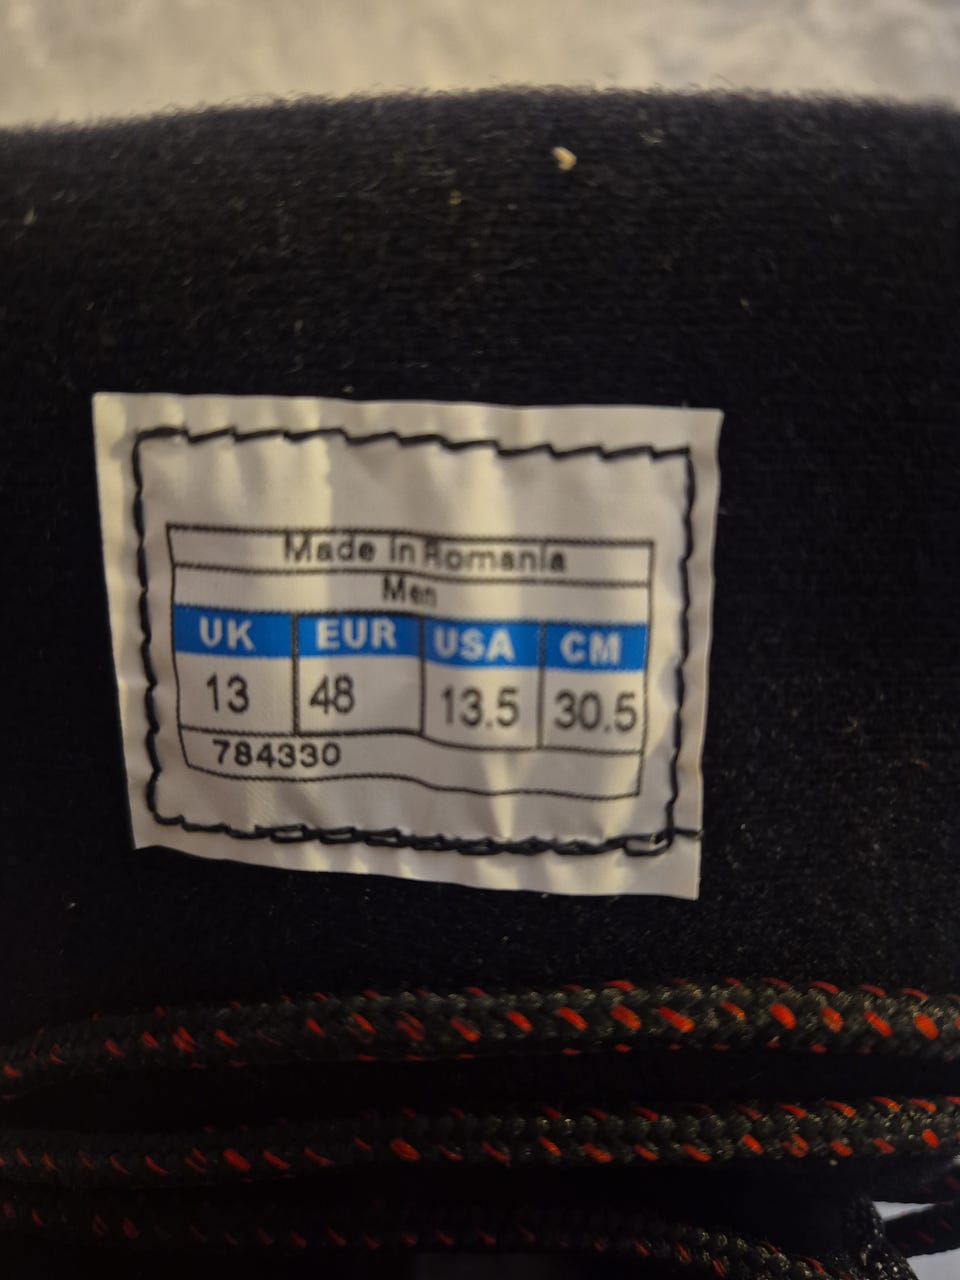 Made in Romania
Men
UK EUR USA CM
13 48 13.5 30.5
784330